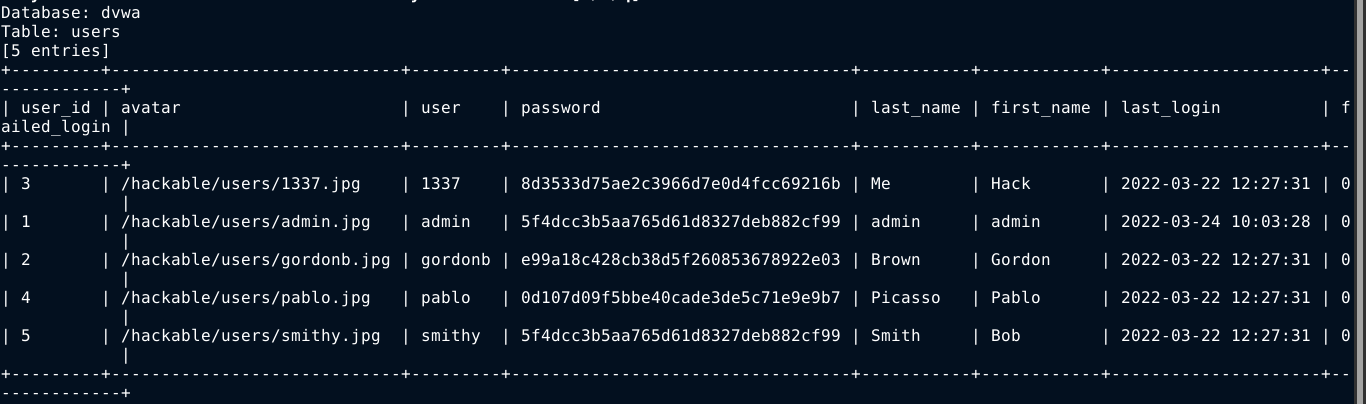 Database: dvwa
Table: users
[5 entries]
+---------+-----------------------------+---------+----------------------------------+-----------+------------+---------------------+--
------------+
| user_id | avatar                      | user    | password                         | last_name | first_name | last_login          | f
ailed_login |
+---------+-----------------------------+---------+----------------------------------+-----------+------------+---------------------+--
------------+
| 3       | /hackable/users/1337.jpg    | 1337    | 8d3533d75ae2c3966d7e0d4fcc69216b | Me        | Hack       | 2022-03-22 12:27:31 | 0
            |
| 1       | /hackable/users/admin.jpg   | admin   | 5f4dcc3b5aa765d61d8327deb882cf99 | admin     | admin      | 2022-03-24 10:03:28 | 0
            |
| 2       | /hackable/users/gordonb.jpg | gordonb | e99a18c428cb38d5f260853678922e03 | Brown     | Gordon     | 2022-03-22 12:27:31 | 0
            |
| 4       | /hackable/users/pablo.jpg   | pablo   | 0d107d09f5bbe40cade3de5c71e9e9b7 | Picasso   | Pablo      | 2022-03-22 12:27:31 | 0
            |
| 5       | /hackable/users/smithy.jpg  | smithy  | 5f4dcc3b5aa765d61d8327deb882cf99 | Smith     | Bob        | 2022-03-22 12:27:31 | 0
            |
+---------+-----------------------------+---------+----------------------------------+-----------+------------+---------------------+--
------------+